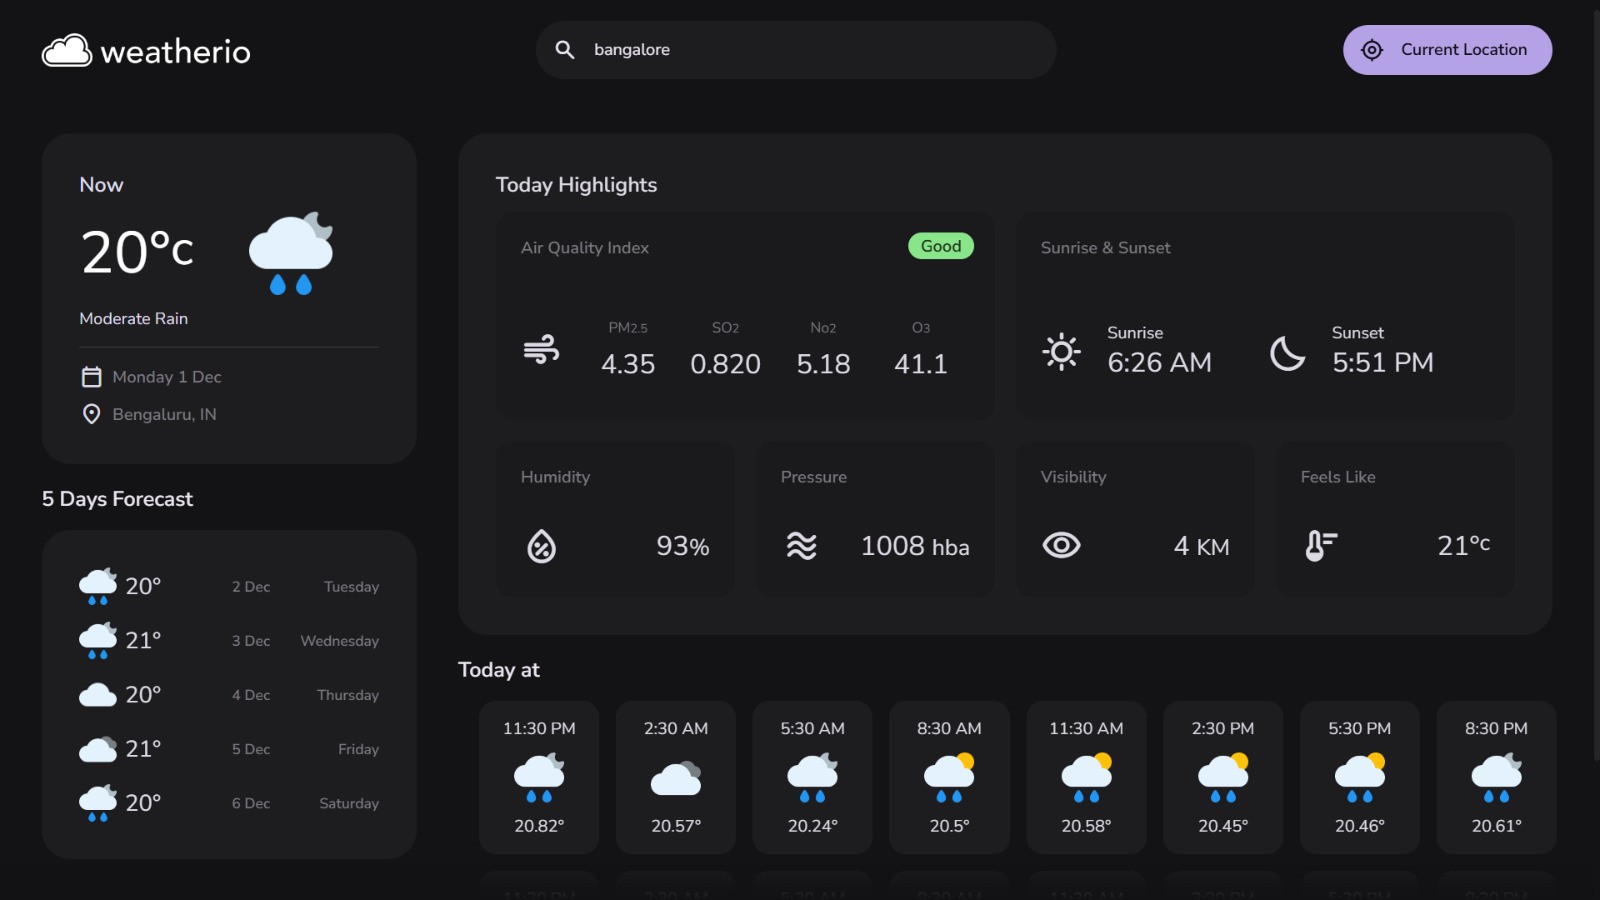 weatherio
bangalore
Current Location
Now
20°c
Moderate Rain
Monday 1 Dec
Bengaluru, IN
5 Days Forecast
20° 2 Dec Tuesday
21° 3 Dec Wednesday
20° 4 Dec Thursday
21° 5 Dec Friday
20° 6 Dec Saturday
Today Highlights
Air Quality Index
Good
PM2.5 SO2 No2 O3
4.35 0.820 5.18 41.1
Sunrise & Sunset
Sunrise
6:26 AM
Sunset
5:51 PM
Humidity
93%
Pressure
1008 hba
Visibility
4 KM
Feels Like
21°c
Today at
11:30 PM 2:30 AM 5:30 AM 8:30 AM 11:30 AM 2:30 PM 5:30 PM 8:30 PM
20.82° 20.57° 20.24° 20.5° 20.58° 20.45° 20.46° 20.61°